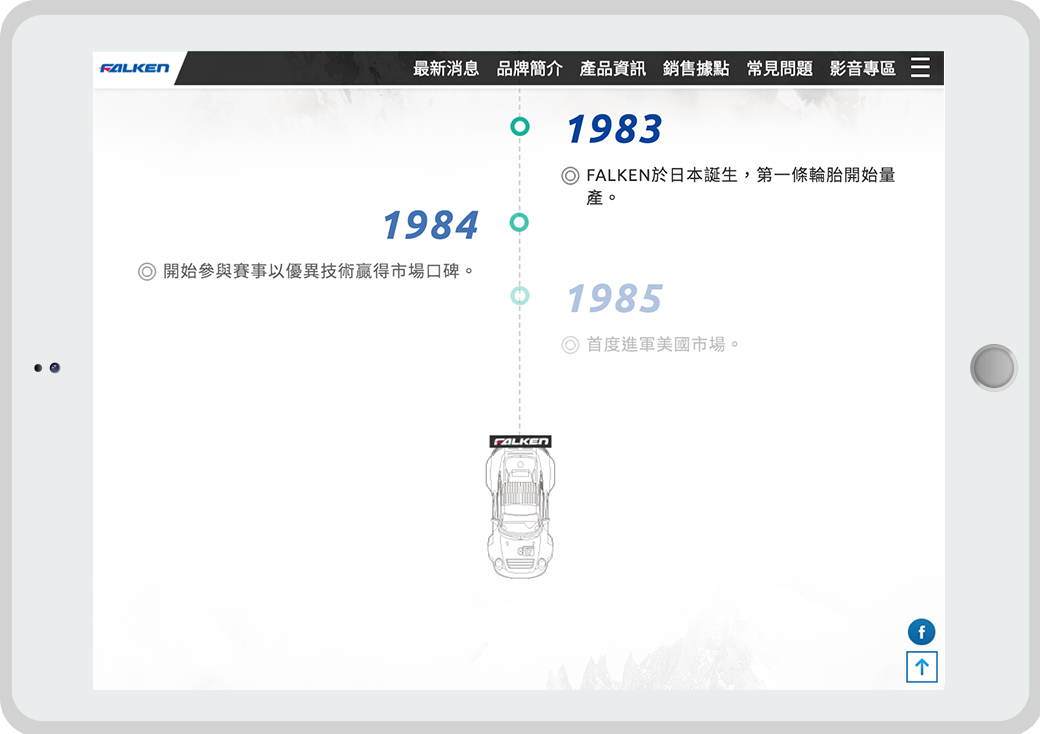 FALKEN
最新消息 品牌簡介 產品資訊 銷售據點 常見問題 影音專區
1983
FALKEN於日本誕生，第一條輪胎開始量
產。
1984
開始參與賽事以優異技術贏得市場口碑。
1985
首度進軍美國市場。
FALKEN
f